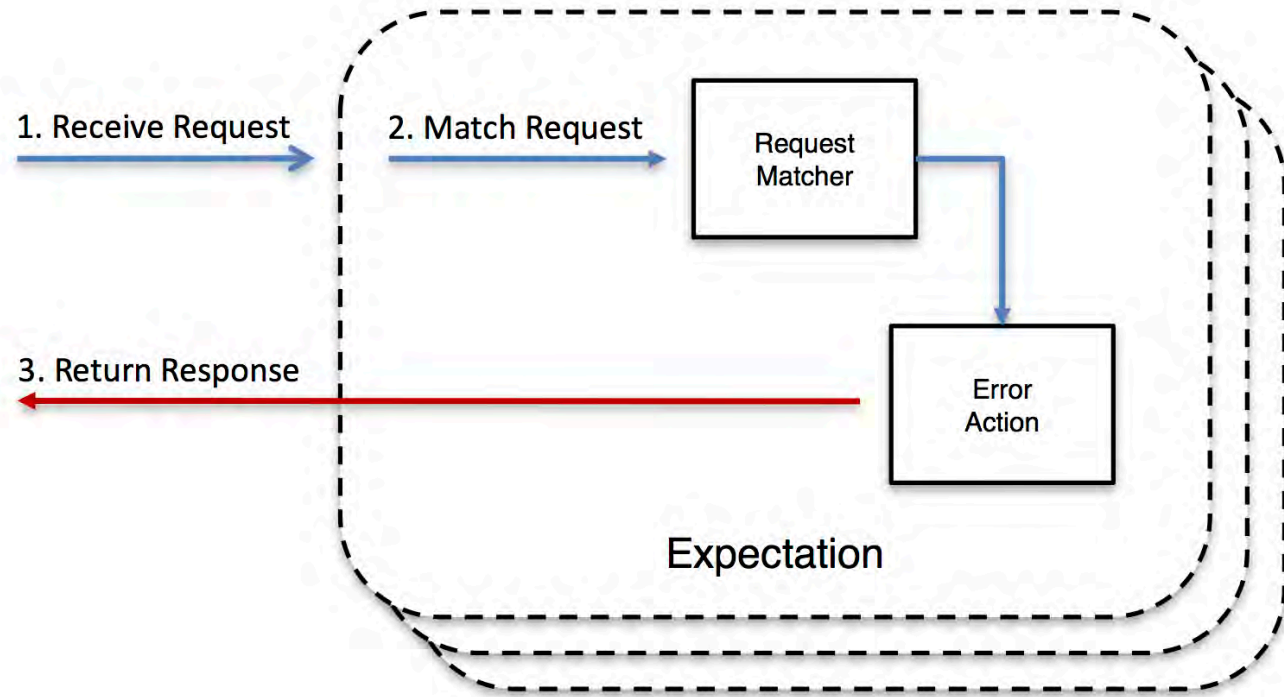 1. Receive Request
2. Match Request
Request
Matcher
3. Return Response
Error
Action
Expectation